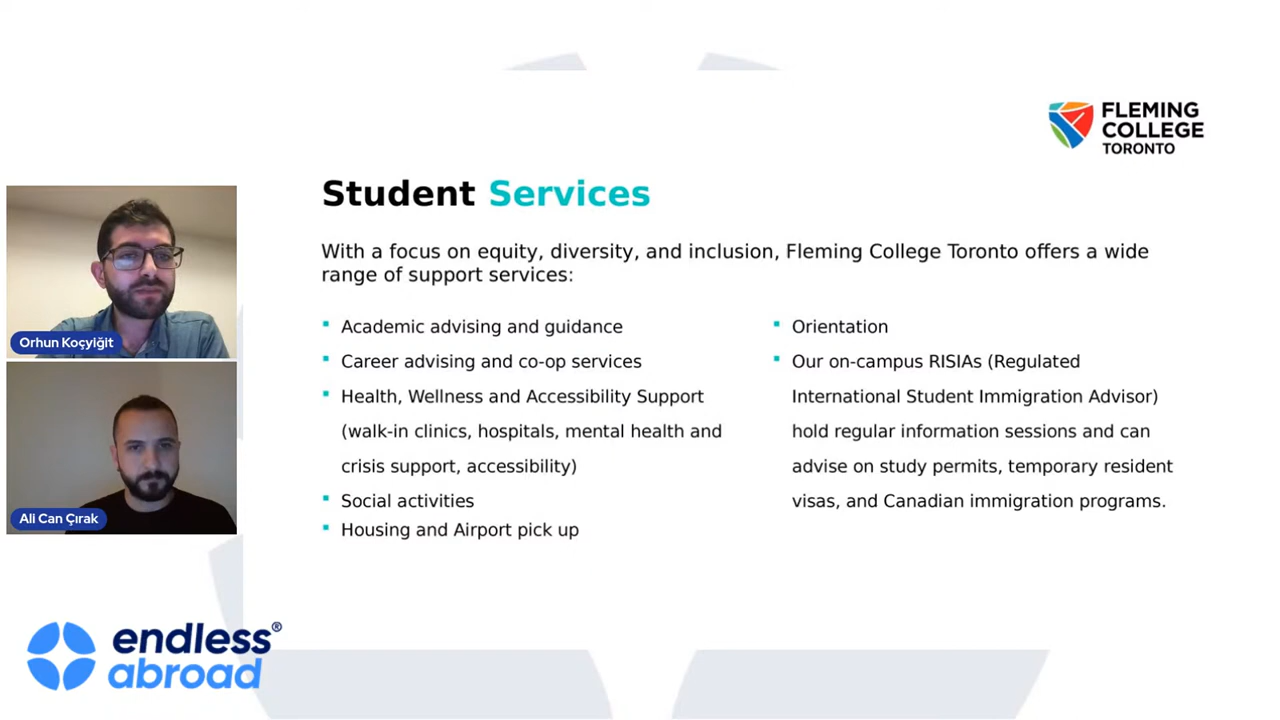 FLEMING
COLLEGE
TORONTO
Student Services
With a focus on equity, diversity, and inclusion, Fleming College Toronto offers a wide
range of support services:
Academic advising and guidance
Career advising and co-op services
Health, Wellness and Accessibility Support
(walk-in clinics, hospitals, mental health and
crisis support, accessibility)
Social activities
Housing and Airport pick up
Orientation
Our on-campus RISIAs (Regulated
International Student Immigration Advisor)
hold regular information sessions and can
advise on study permits, temporary resident
visas, and Canadian immigration programs.
Orhun Koçyiğit
Ali Can Çırak
endless®
abroad